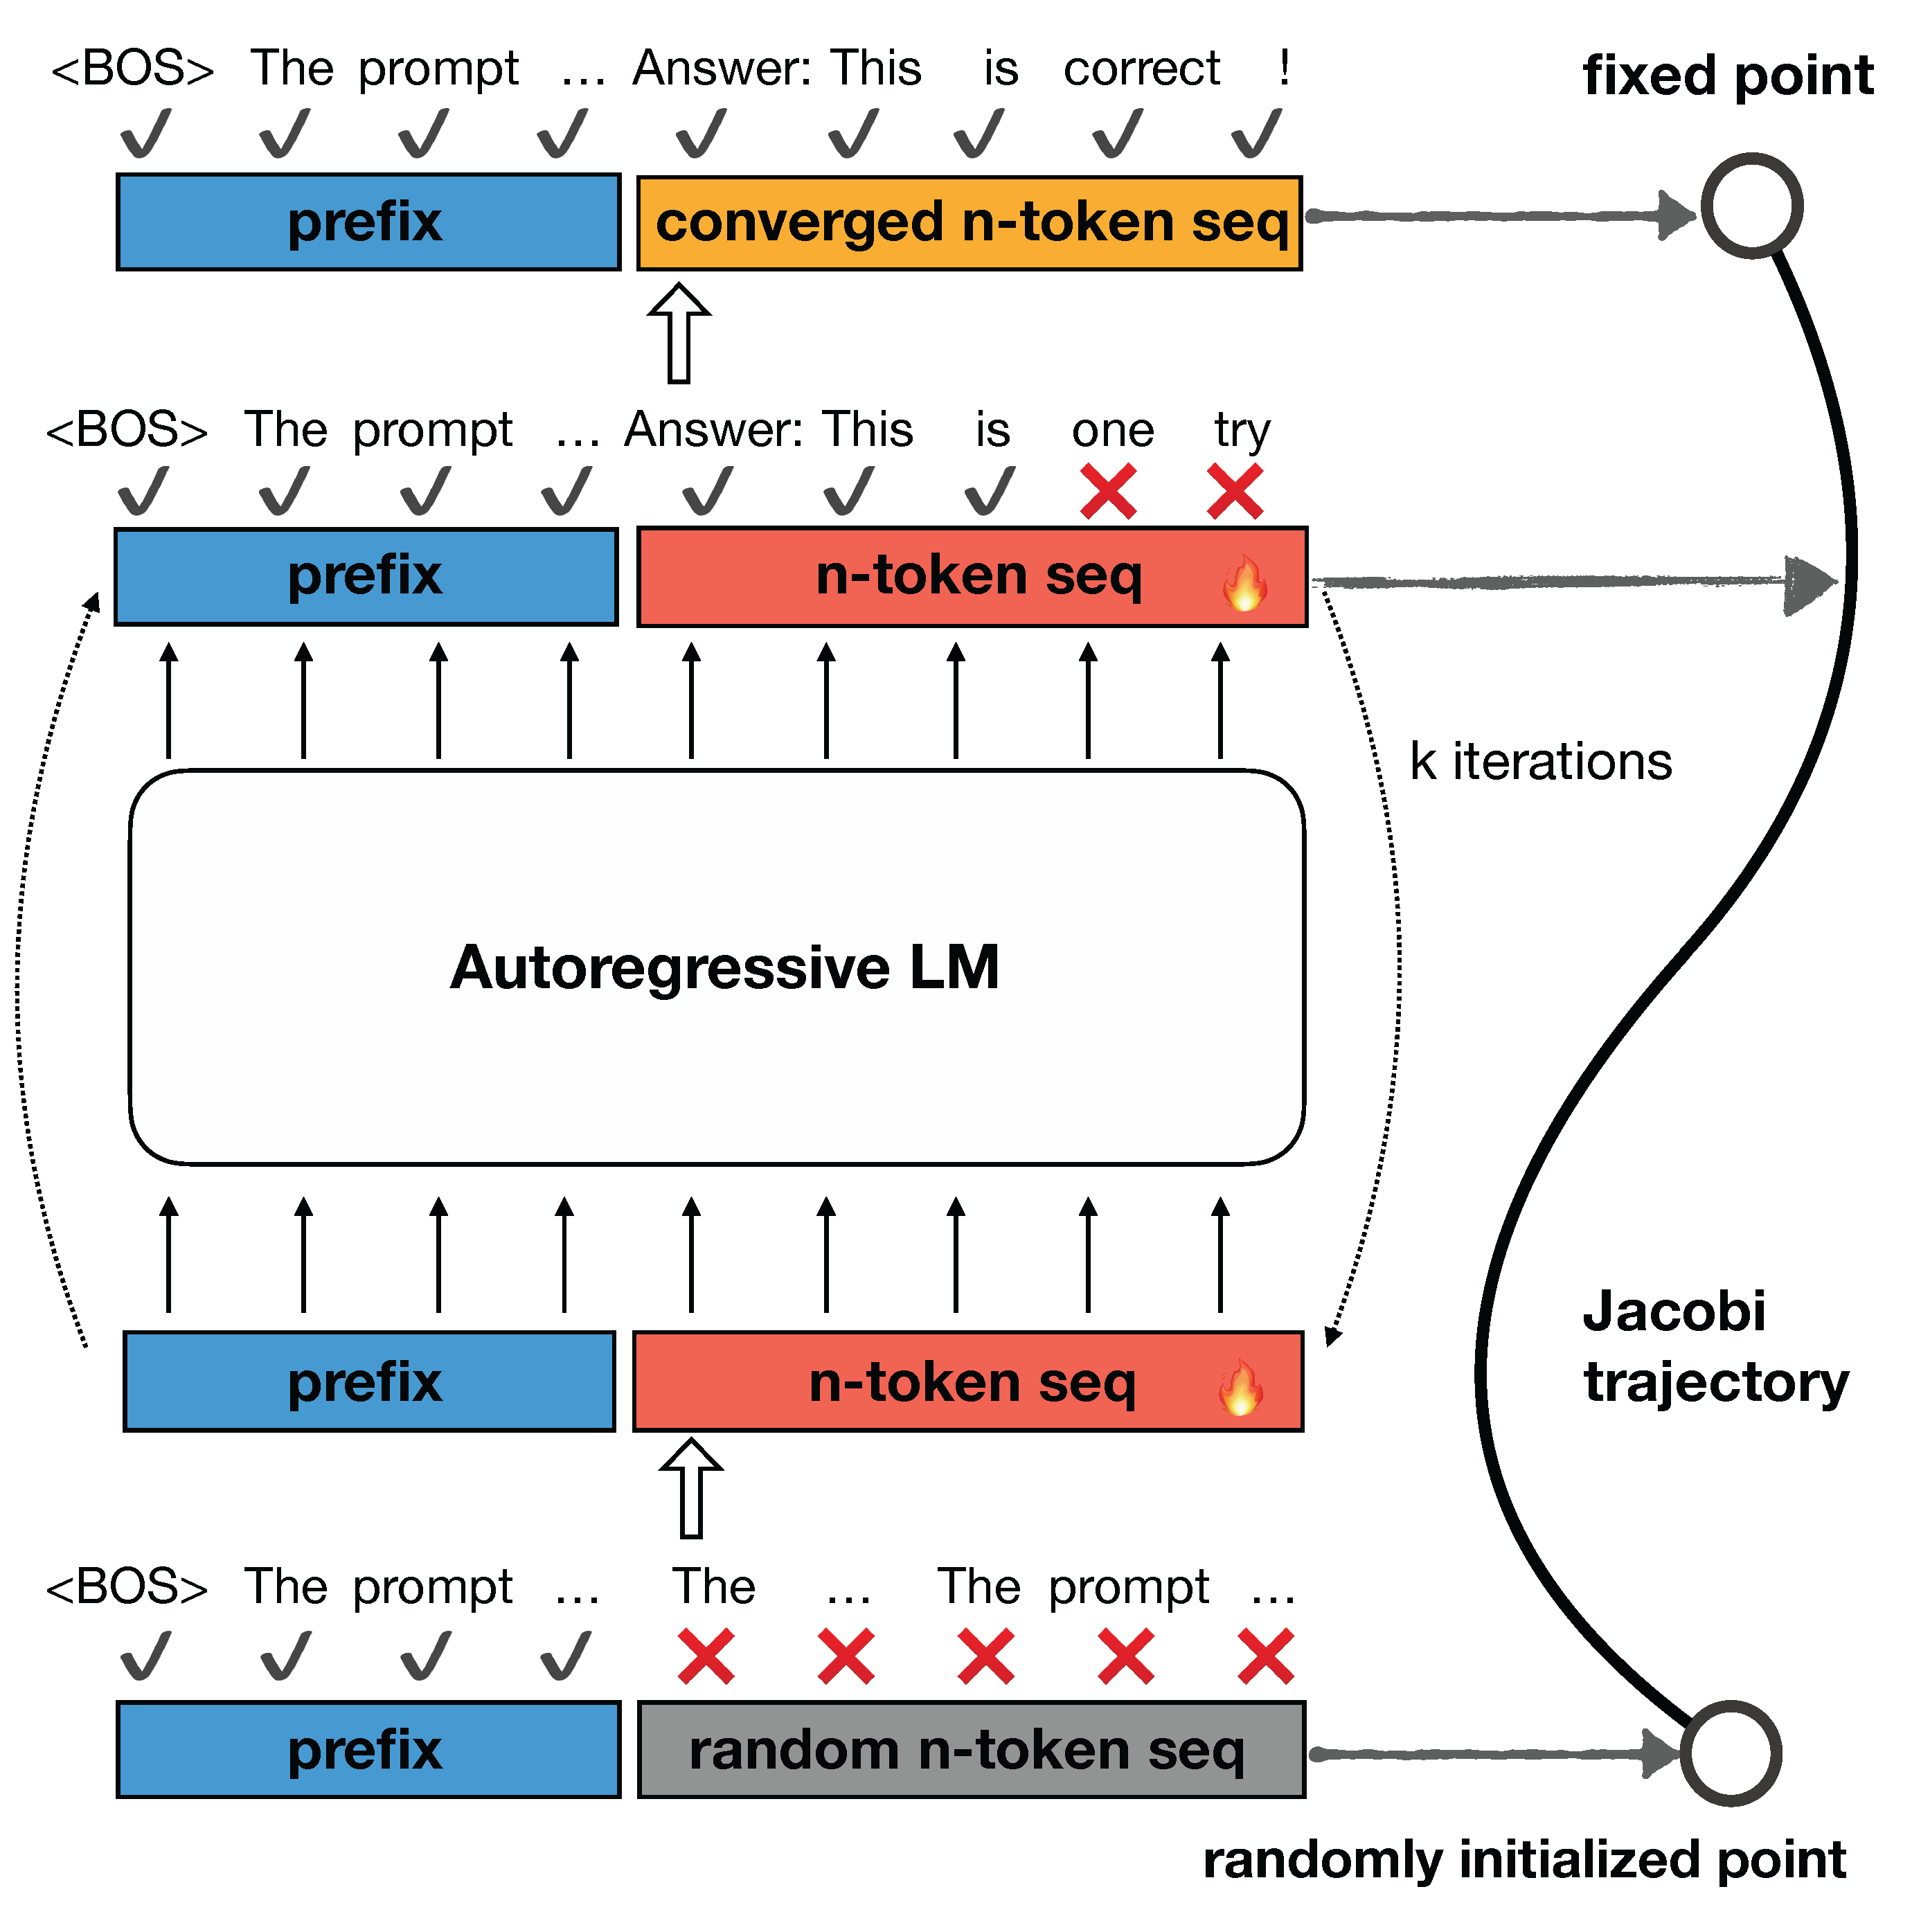 <BOS> The prompt ... Answer: This is correct !
fixed point
prefix
converged n-token seq
<BOS> The prompt ... Answer: This is one try
prefix
n-token seq
k iterations
Autoregressive LM
Jacobi
trajectory
prefix
n-token seq
<BOS> The prompt ... The ... The prompt ...
prefix
random n-token seq
randomly initialized point